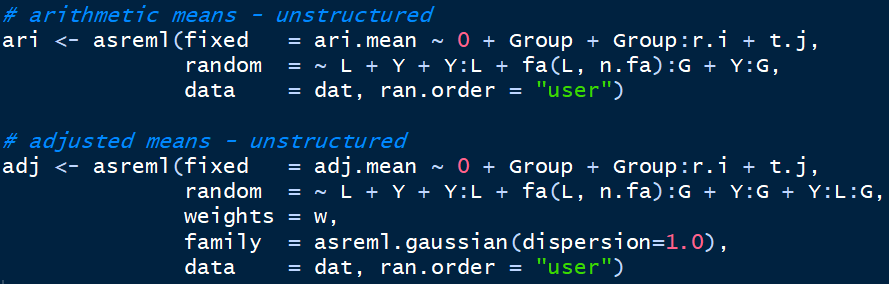 # arithmetic means - unstructured
ari <- asreml(fixed   = ari.mean ~ 0 + Group + Group:r.i + t.j,
              random  = ~ L + Y + Y:L + fa(L, n.fa):G + Y:G,
              data    = dat, ran.order = "user")

# adjusted means - unstructured
adj <- asreml(fixed   = adj.mean ~ 0 + Group + Group:r.i + t.j,
              random  = ~ L + Y + Y:L + fa(L, n.fa):G + Y:G + Y:L:G,
              weights = w,
              family  = asreml.gaussian(dispersion=1.0),
              data    = dat, ran.order = "user")